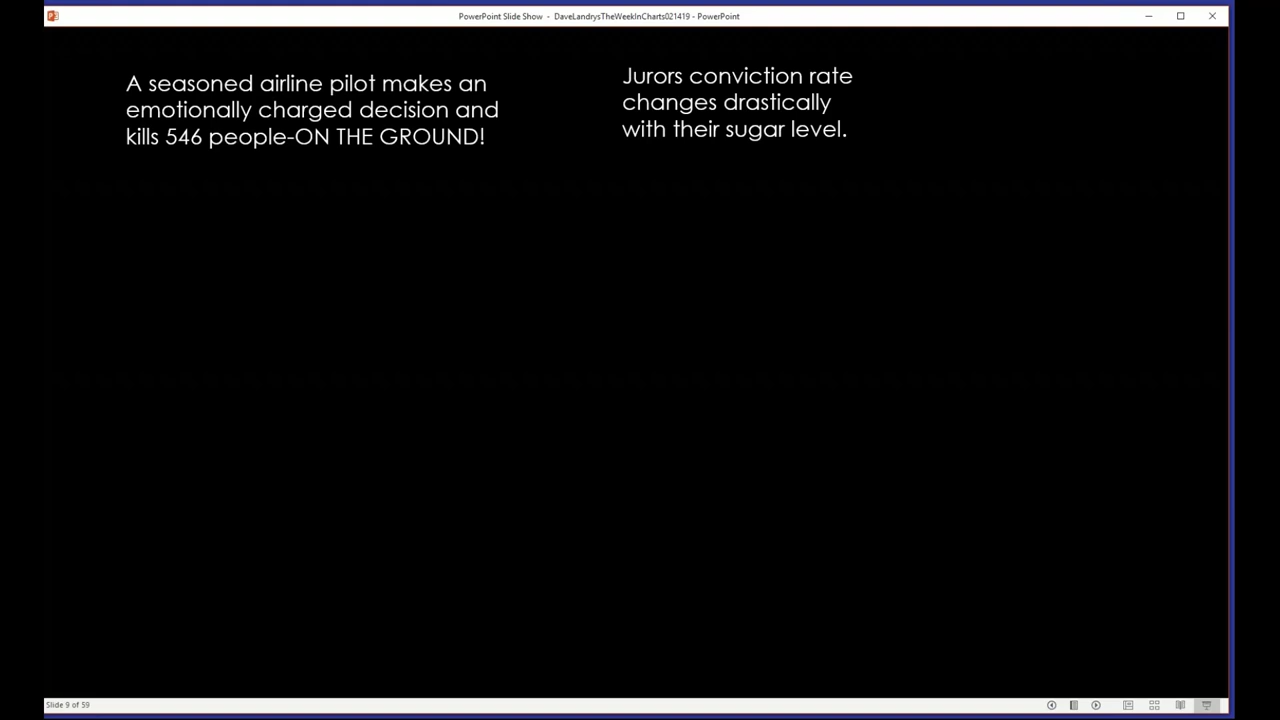 PowerPoint Slide Show - DaveLandrysTheWeekInCharts021419 - PowerPoint
A seasoned airline pilot makes an
emotionally charged decision and
kills 546 people-ON THE GROUND!
Jurors conviction rate
changes drastically
with their sugar level.
Slide 9 of 59